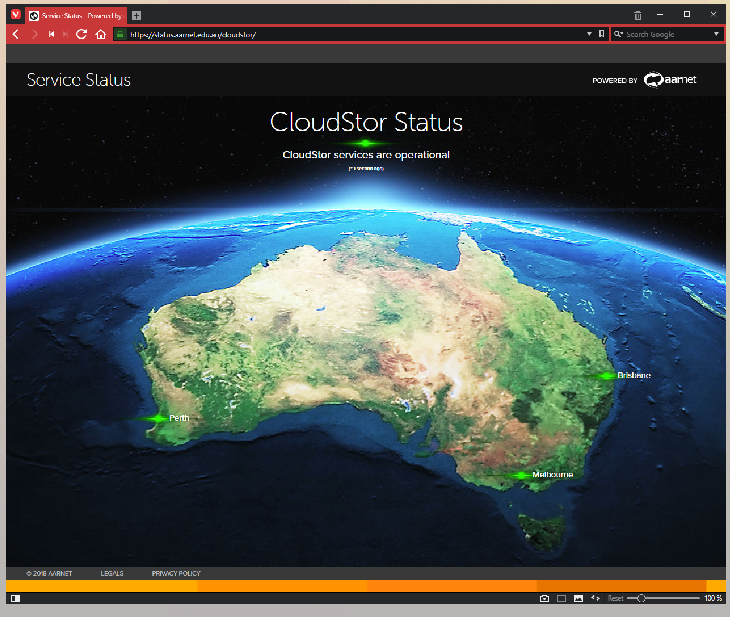 Service Status - Powered by
https://status.aarnet.edu.au/cloudstor/
Search Google
Service Status
POWERED BY aarnet
CloudStor Status
CloudStor services are operational
Brisbane
Perth
Melbourne
© 2018 AARNET LEGALS PRIVACY POLICY
Reset 100 %